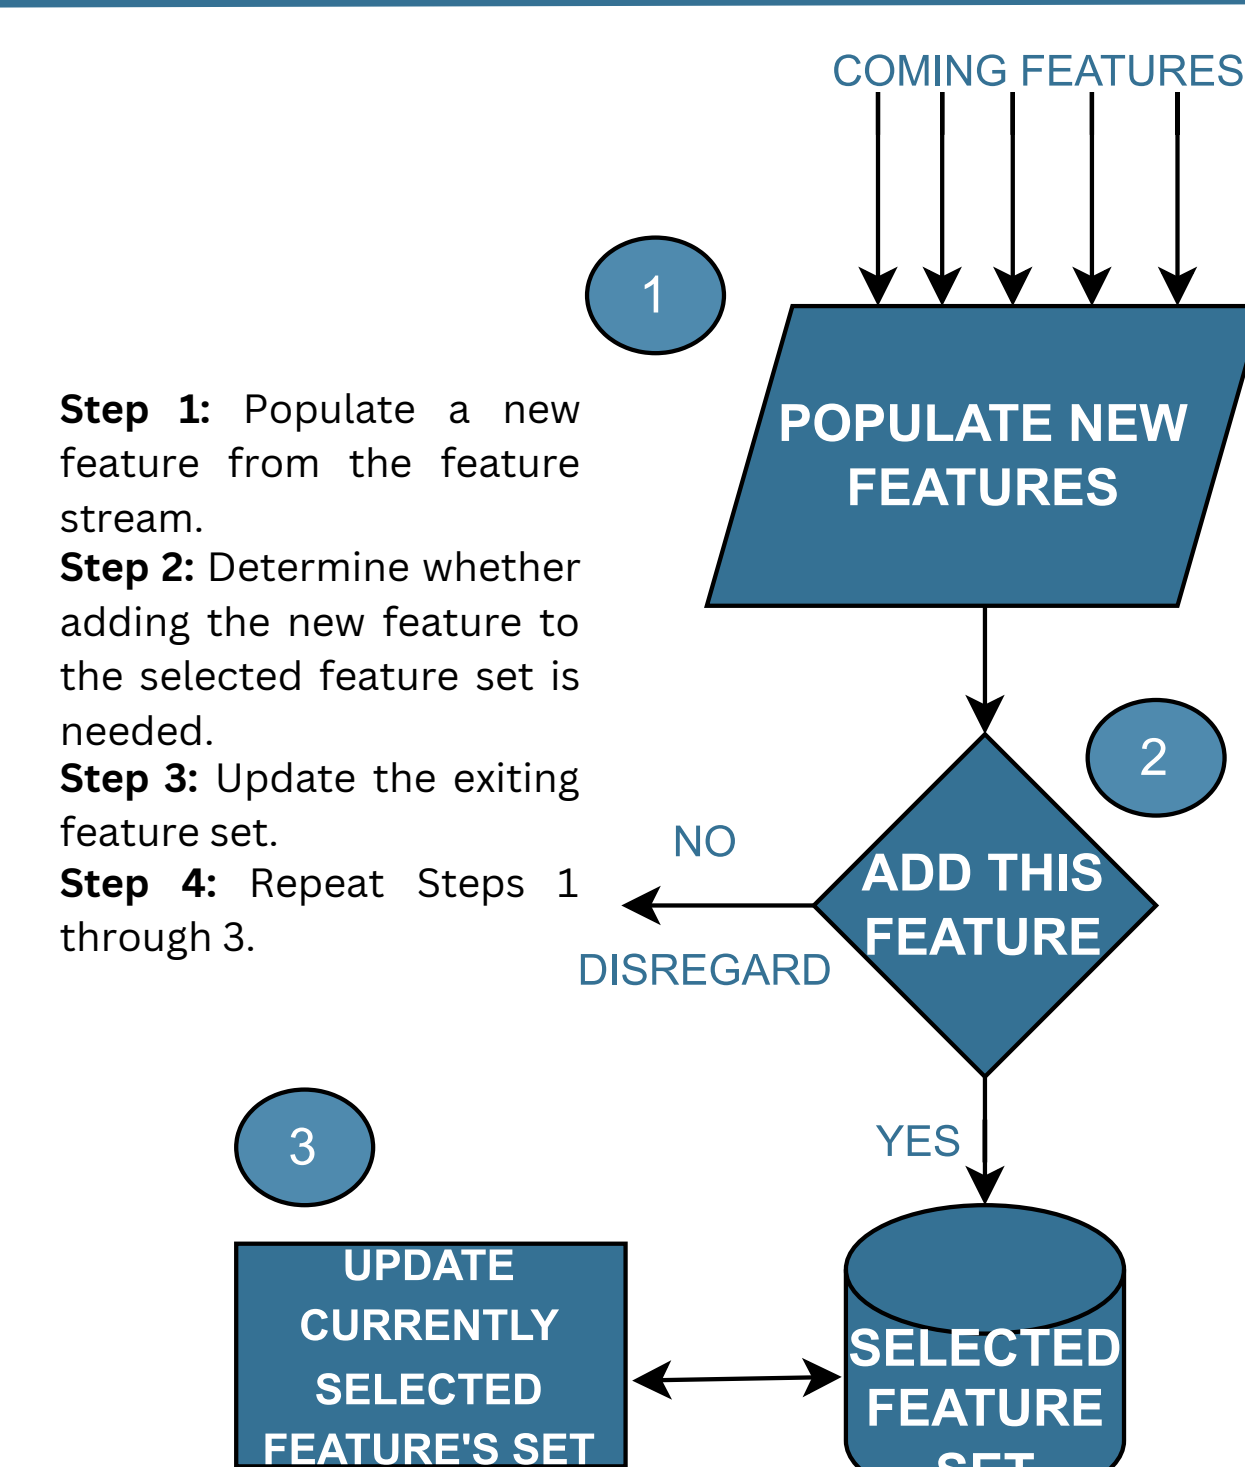 COMING FEATURES
1
POPULATE NEW
FEATURES
Step 1: Populate a new
feature from the feature
stream.
Step 2: Determine whether
adding the new feature to
the selected feature set is
needed.
Step 3: Update the exiting
feature set.
Step 4: Repeat Steps 1
through 3.
2
ADD THIS
FEATURE
NO
DISREGARD
YES
3
UPDATE
CURRENTLY
SELECTED
FEATURE'S SET
SELECTED
FEATURE
SET